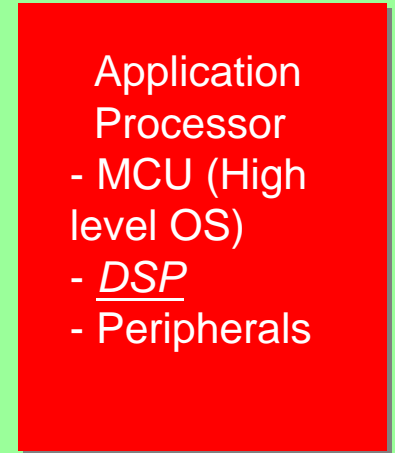 Application
Processor
- MCU (High
level OS)
- DSP
- Peripherals